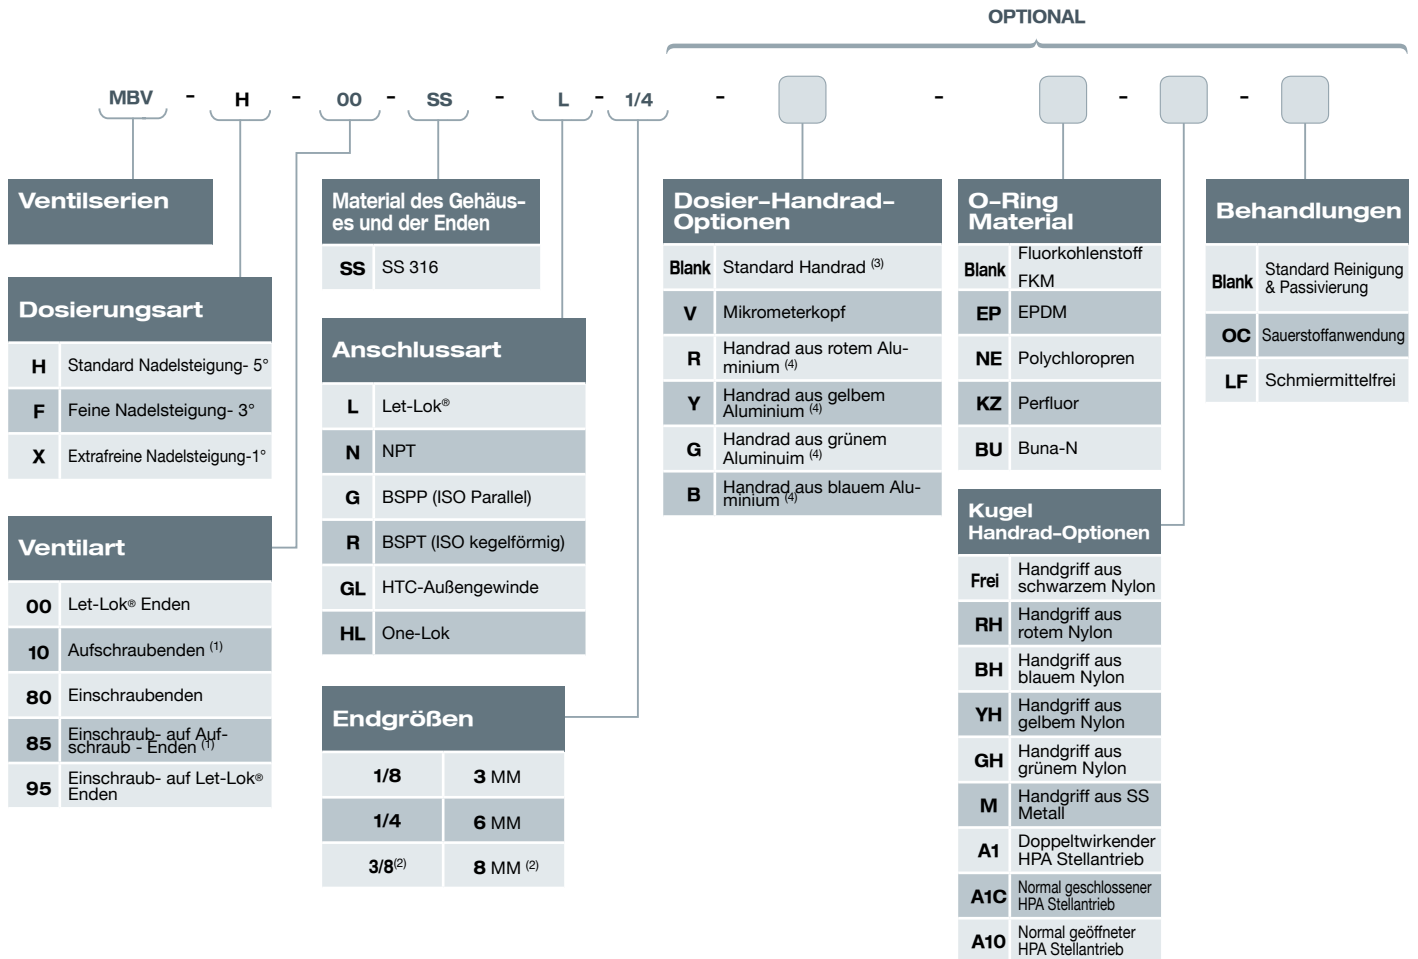 OPTIONAL
MBV - H - 00 - SS - L - 1/4 - - - -
Ventilserien
Dosierungsart
H Standard Nadelsteigung- 5°
F Feine Nadelsteigung- 3°
X Extrafreine Nadelsteigung-1°
Ventilart
00 Let-Lok® Enden
10 Aufschraubenden (1)
80 Einschraubenden
85 Einschraub- auf Auf-
schraub - Enden (1)
95 Einschraub- auf Let-Lok®
Enden
Material des Gehäus-
es und der Enden
SS SS 316
Anschlussart
L Let-Lok®
N NPT
G BSPP (ISO Parallel)
R BSPT (ISO kegelförmig)
GL HTC-Außengewinde
HL One-Lok
Endgrößen
1/8 3 MM
1/4 6 MM
3/8(2) 8 MM (2)
Dosier-Handrad-
Optionen
Blank Standard Handrad (3)
V Mikrometerkopf
R Handrad aus rotem Alu-
minium (4)
Y Handrad aus gelbem
Aluminium (4)
G Handrad aus grünem
Aluminuim (4)
B Handrad aus blauem Alu-
minium (4)
O-Ring
Material
Blank Fluorkohlenstoff
FKM
EP EPDM
NE Polychloropren
KZ Perfluor
BU Buna-N
Kugel
Handrad-Optionen
Frei Handgriff aus
schwarzem Nylon
RH Handgriff aus
rotem Nylon
BH Handgriff aus
blauem Nylon
YH Handgriff aus
gelbem Nylon
GH Handgriff aus
grünem Nylon
M Handgriff aus SS
Metall
A1 Doppeltwirkender
HPA Stellantrieb
A1C Normal geschlossener
HPA Stellantrieb
A1O Normal geöffneter
HPA Stellantrieb
Behandlungen
Blank Standard Reinigung
& Passivierung
OC Sauerstoffanwendung
LF Schmiermittelfrei